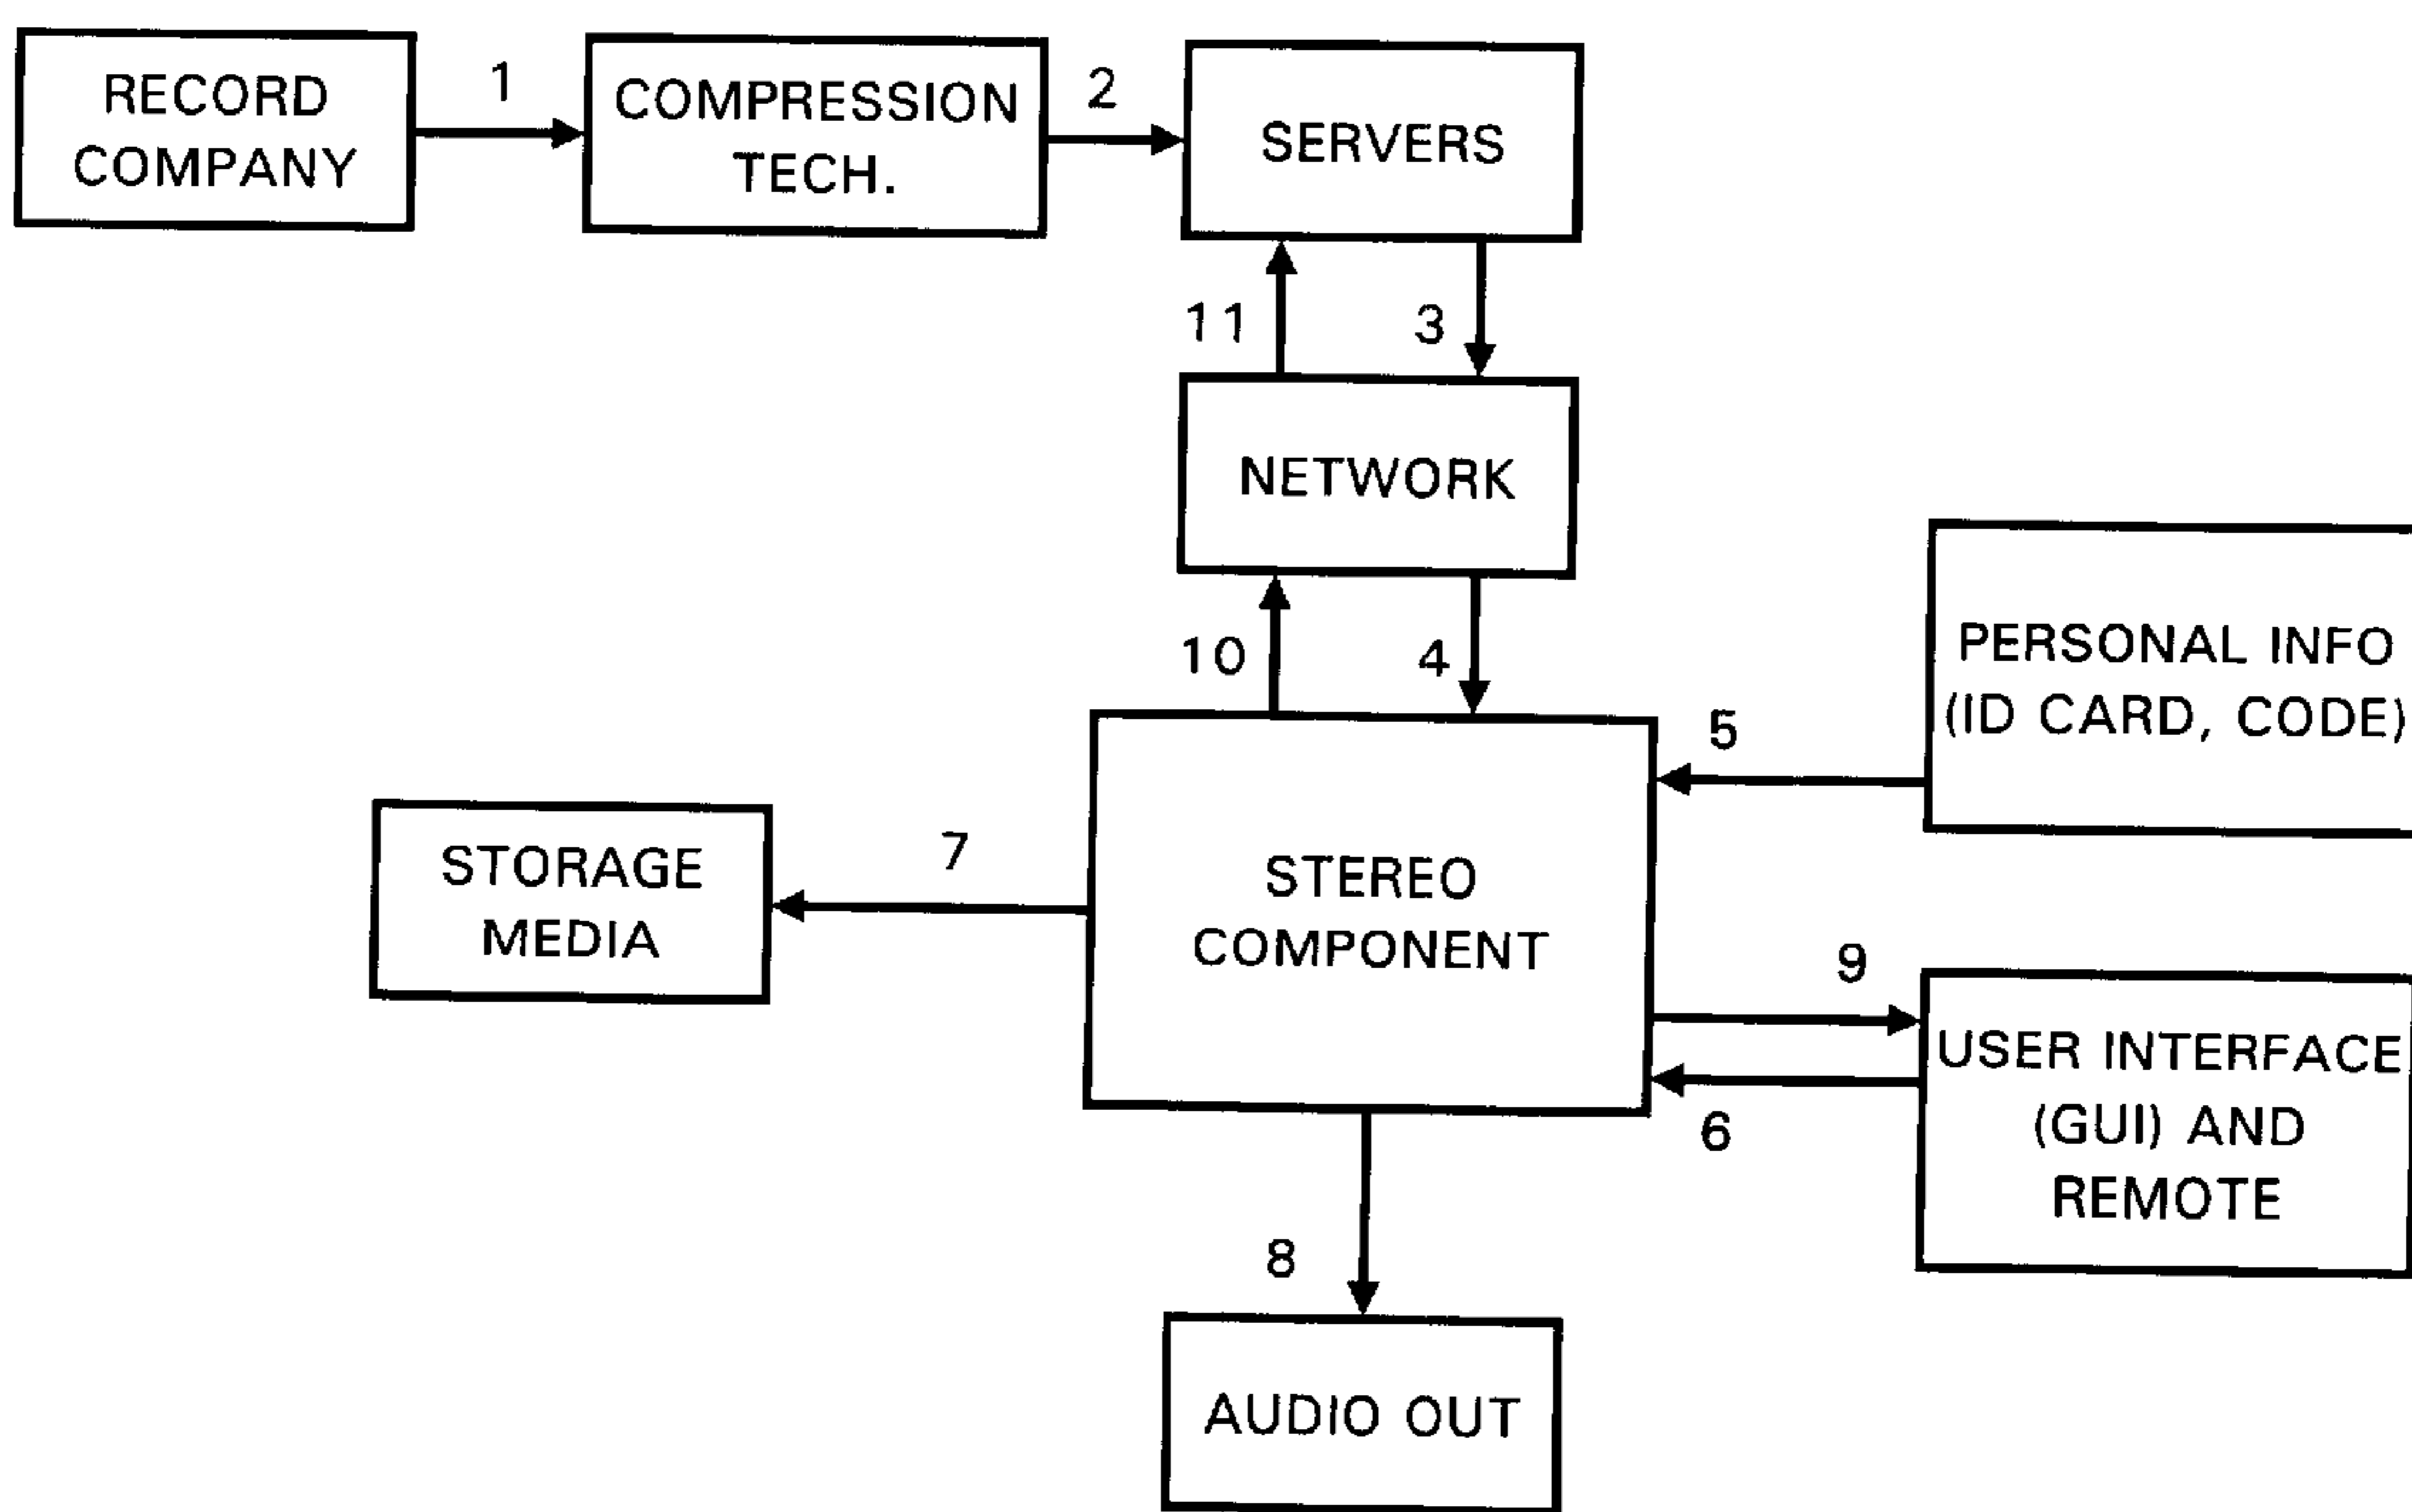 RECORD
COMPANY
1
COMPRESSION
TECH.
2
SERVERS
11
3
NETWORK
10
4
PERSONAL INFO
(ID CARD, CODE)
5
STORAGE
MEDIA
7
STEREO
COMPONENT
9
USER INTERFACE
(GUI) AND
REMOTE
6
8
AUDIO OUT